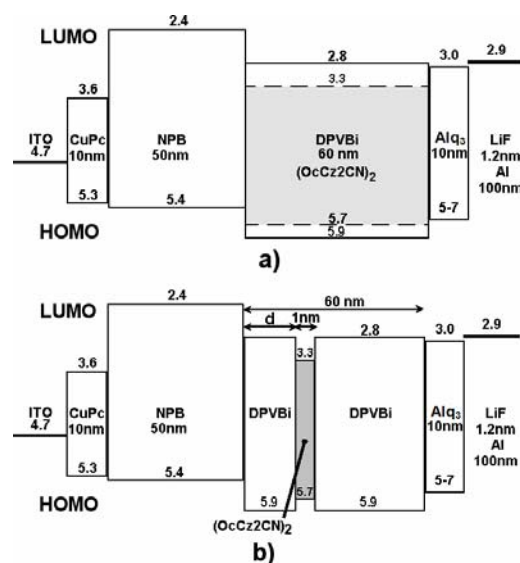 2.4
LUMO
2.8
3.0
2.9
3.3
3.6
ITO
4.7
CuPc
10nm
NPB
50nm
DPVBi
60 nm
(OcCz2CN)₂
Alq₃
10nm
LiF
1.2nm
Al
100nm
5.3
5.4
5.7
5.9
5-7
HOMO
a)
2.4
60 nm
LUMO
d
1nm
2.8
3.0
2.9
3.3
3.6
ITO
4.7
CuPc
10nm
NPB
50nm
DPVBi
DPVBi
Alq₃
10nm
LiF
1.2nm
Al
100nm
5.3
5.4
5.7
5-7
5.9
5.9
HOMO
(OcCz2CN)₂
b)